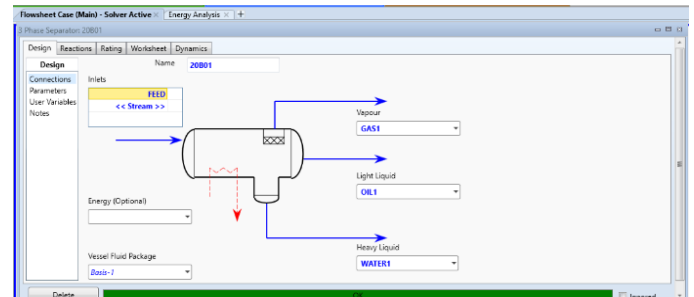 Flowsheet Case (Main) - Solver Active × Energy Analysis × +
3 Phase Separator: 20B01
Design Reactions Rating Worksheet Dynamics
Design
Connections
Parameters
User Variables
Notes
Name 20B01
Inlets
FEED
<< Stream >>
Vapour
GAS1
Light Liquid
OIL1
Energy (Optional)
Heavy Liquid
WATER1
Vessel Fluid Package
Basis-1
Delete
OK
Ignored